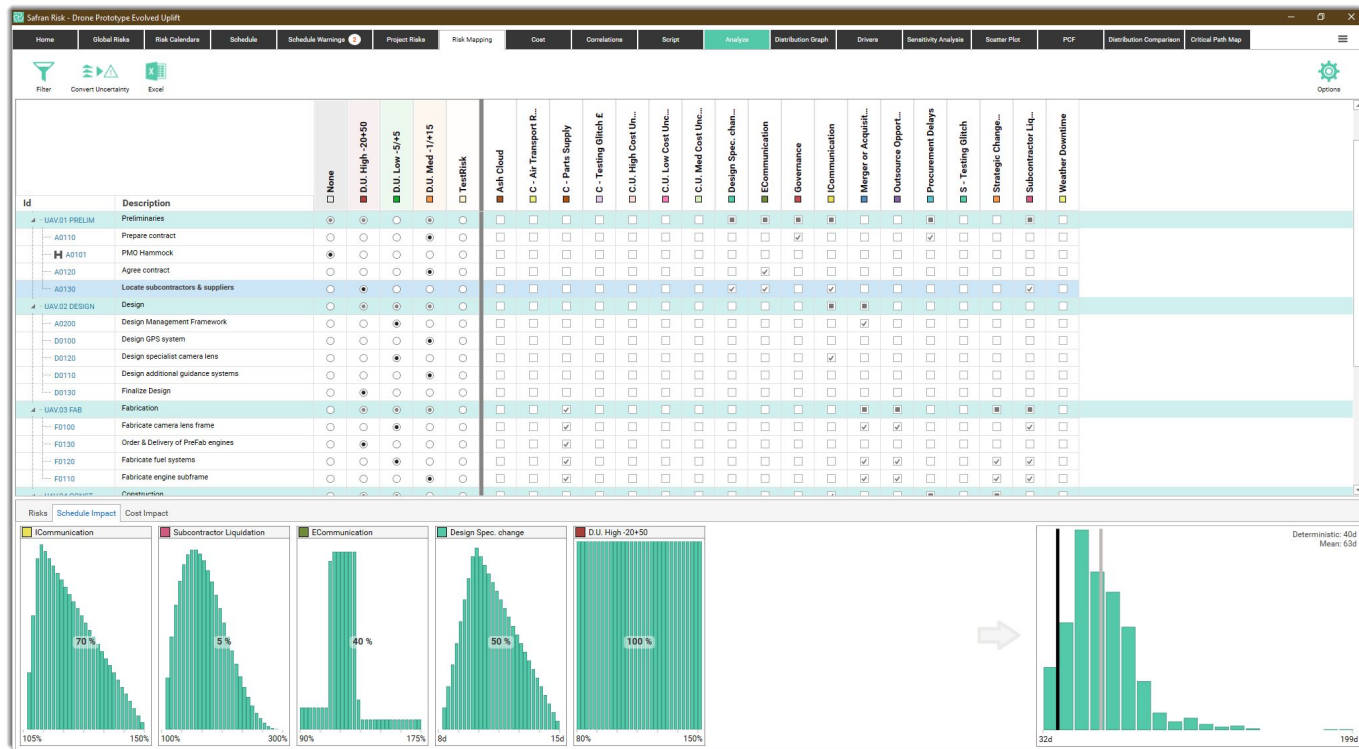 Safran Risk - Drone Prototype Evolved Uplift
Home Global Risks Risk Calendars Schedule Schedule Warnings 2 Project Risks Risk Mapping Cost Correlations Script Analyze Distribution Graph Drivers Sensitivity Analysis Scatter Plot PCF Distribution Comparison Critical Path Map
Filter Convert Uncertainty Excel Options
Id Description None D.U. High -20+50 D.U. Low -5/+5 D.U. Med -1/+15 TestRisk Ash Cloud C - Air Transport R... C - Parts Supply C - Testing Glitch £ C.U. High Cost Un... C.U. Low Cost Unc... C.U. Med Cost Unc... Design Spec. chan... ECommunication Governance ICommunication Merger or Acquisit... Outsource Opport... Procurement Delays S - Testing Glitch Strategic Change... Subcontractor Liq... Weather Downtime
UAV.01 PRELIM Preliminaries
A0110 Prepare contract
H A0101 PMO Hammock
A0120 Agree contract
A0130 Locate subcontractors & suppliers
UAV.02 DESIGN Design
A0200 Design Management Framework
D0100 Design GPS system
D0120 Design specialist camera lens
D0110 Design additional guidance systems
D0130 Finalize Design
UAV.03 FAB Fabrication
F0100 Fabricate camera lens frame
F0130 Order & Delivery of PreFab engines
F0120 Fabricate fuel systems
F0110 Fabricate engine subframe
UAV.04 CONST Construction
Risks Schedule Impact Cost Impact
ICommunication Subcontractor Liquidation ECommunication Design Spec. change D.U. High -20+50
Deterministic: 40d
Mean: 63d
70 % 5 % 40 % 50 % 100 %
105% 150% 100% 300% 90% 175% 8d 15d 80% 150% 32d 199d